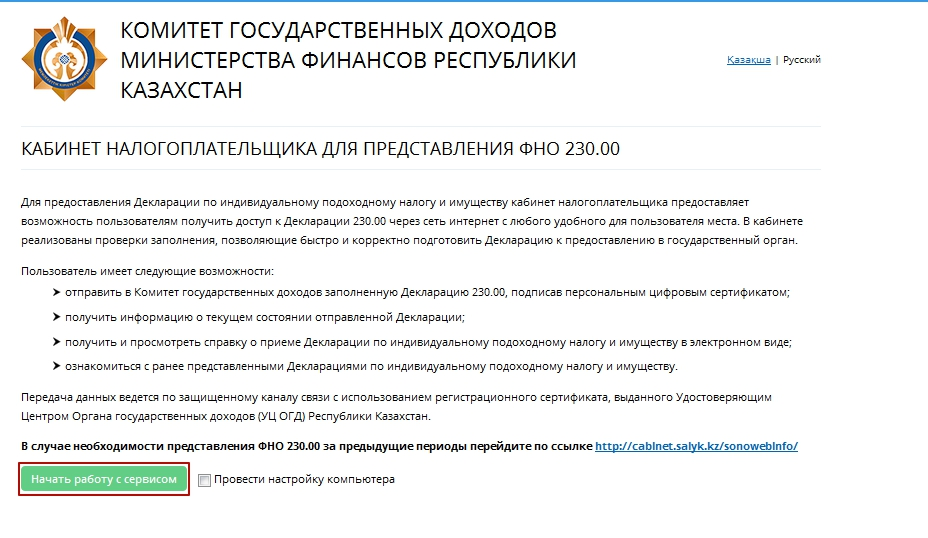 КОМИТЕТ ГОСУДАРСТВЕННЫХ ДОХОДОВ
МИНИСТЕРСТВА ФИНАНСОВ РЕСПУБЛИКИ
КАЗАХСТАН
Қазақша | Русский
КАБИНЕТ НАЛОГОПЛАТЕЛЬЩИКА ДЛЯ ПРЕДСТАВЛЕНИЯ ФНО 230.00
Для предоставления Декларации по индивидуальному подоходному налогу и имуществу кабинет налогоплательщика предоставляет
возможность пользователям получить доступ к Декларации 230.00 через сеть интернет с любого удобного для пользователя места. В кабинете
реализованы проверки заполнения, позволяющие быстро и корректно подготовить Декларацию к предоставлению в государственный орган.
Пользователь имеет следующие возможности:
➤ отправить в Комитет государственных доходов заполненную Декларацию 230.00, подписав персональным цифровым сертификатом;
➤ получить информацию о текущем состоянии отправленной Декларации;
➤ получить и просмотреть справку о приеме Декларации по индивидуальному подоходному налогу и имуществу в электронном виде;
➤ ознакомиться с ранее представленными Декларациями по индивидуальному подоходному налогу и имуществу.
Передача данных ведется по защищенному каналу связи с использованием регистрационного сертификата, выданного Удостоверяющим
Центром Органа государственных доходов (УЦ ОГД) Республики Казахстан.
В случае необходимости представления ФНО 230.00 за предыдущие периоды перейдите по ссылке http://cabinet.salyk.kz/sonowebinfo/
Начать работу с сервисом Провести настройку компьютера